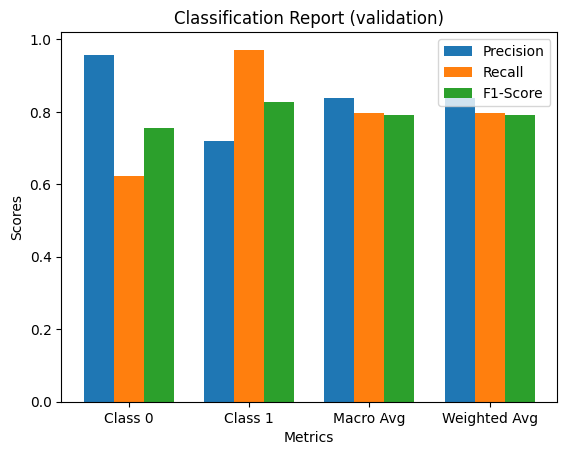 Classification Report (validation)
Precision
Recall
F1-Score
1.0
0.8
0.6
0.4
0.2
0.0
Scores
Class 0
Class 1
Macro Avg
Weighted Avg
Metrics